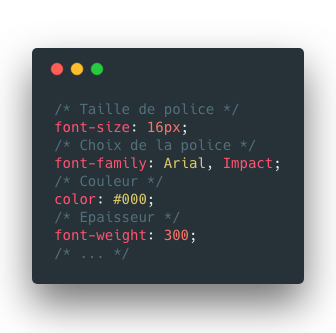 /* Taille de police */
font-size: 16px;
/* Choix de la police */
font-family: Arial, Impact;
/* Couleur */
color: #000;
/* Epaisseur */
font-weight: 300;
/* ... */